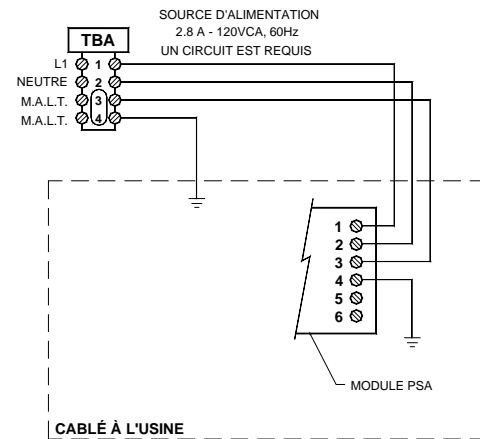 SOURCE D'ALIMENTATION
2.8 A - 120VCA, 60Hz
UN CIRCUIT EST REQUIS
TBA
L1 1
NEUTRE 2
M.A.L.T. 3
M.A.L.T. 4
1
2
3
4
5
6
MODULE PSA
CABLÉ À L'USINE